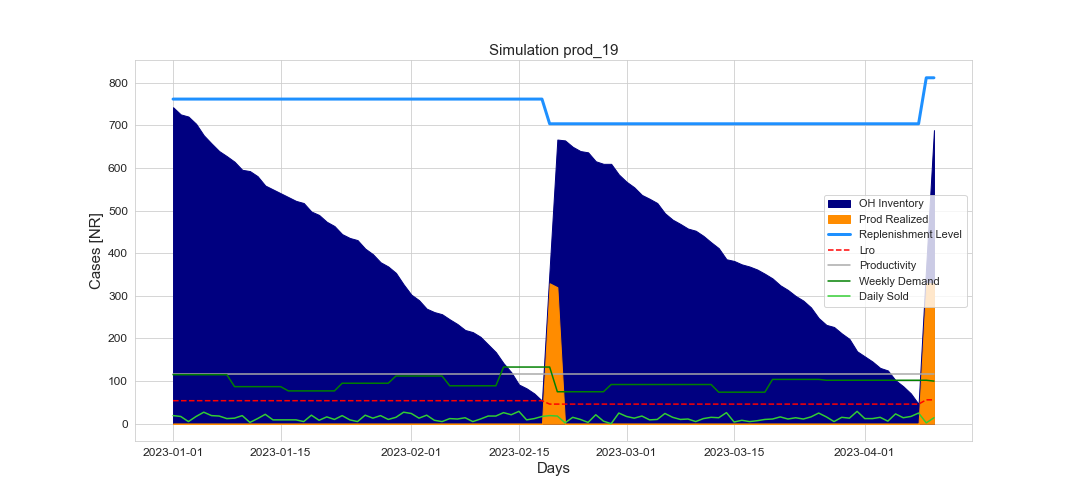 Simulation prod_19
Cases [NR]
800
700
600
500
400
300
200
100
0
OH Inventory
Prod Realized
Replenishment Level
Lro
Productivity
Weekly Demand
Daily Sold
2023-01-01 2023-01-15 2023-02-01 2023-02-15 2023-03-01 2023-03-15 2023-04-01
Days